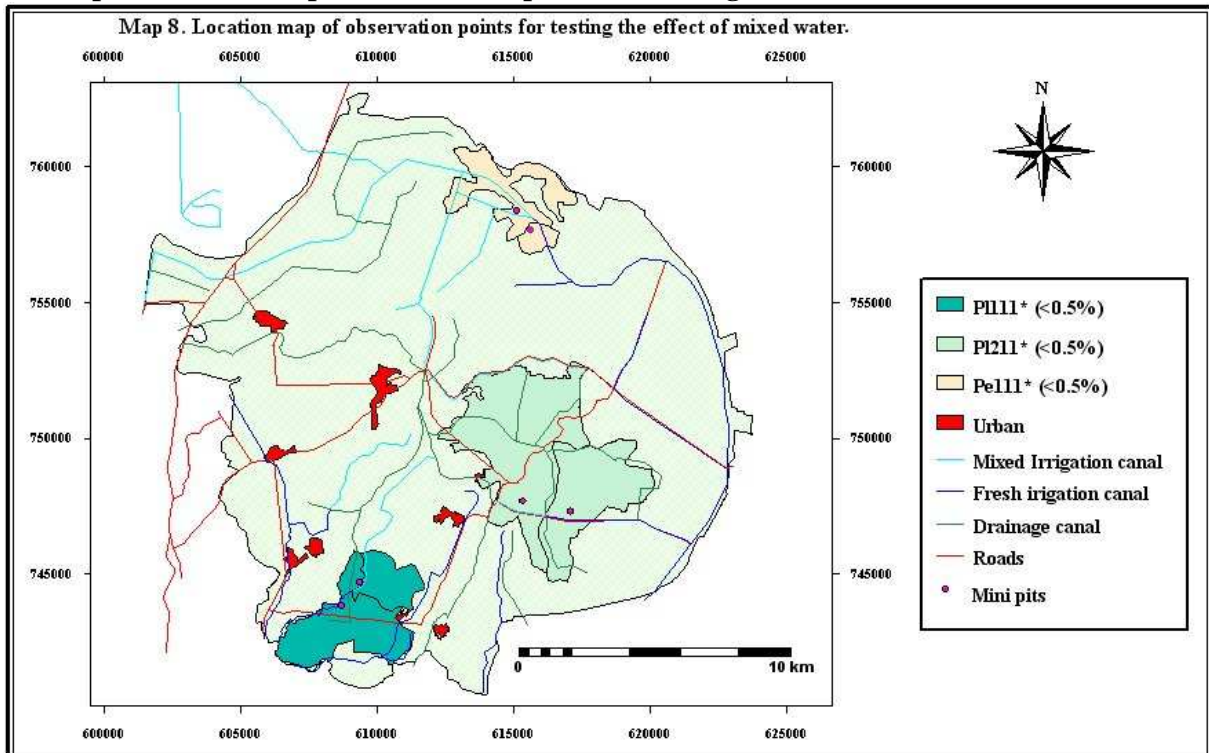 Map 8. Location map of observation points for testing the effect of mixed water.
600000 605000 610000 615000 620000 625000
N
760000 760000
755000 755000
750000 750000
745000 745000
Pl111* (<0.5%)
Pl211* (<0.5%)
Pe111* (<0.5%)
Urban
Mixed Irrigation canal
Fresh irigation canal
Drainage canal
Roads
Mini pits
0 10 km
600000 605000 610000 615000 620000 625000